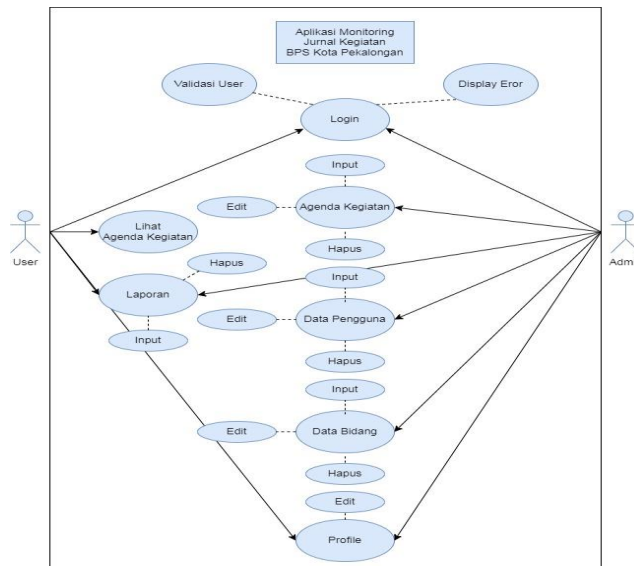 Aplikasi Monitoring
Jurnal Kegiatan
BPS Kota Pekalongan
Validasi User
Display Eror
Login
Input
Edit
Agenda Kegiatan
Lihat
Agenda Kegiatan
Hapus
User
Adm
Hapus
Input
Laporan
Edit
Data Pengguna
Input
Hapus
Input
Edit
Data Bidang
Hapus
Edit
Profile